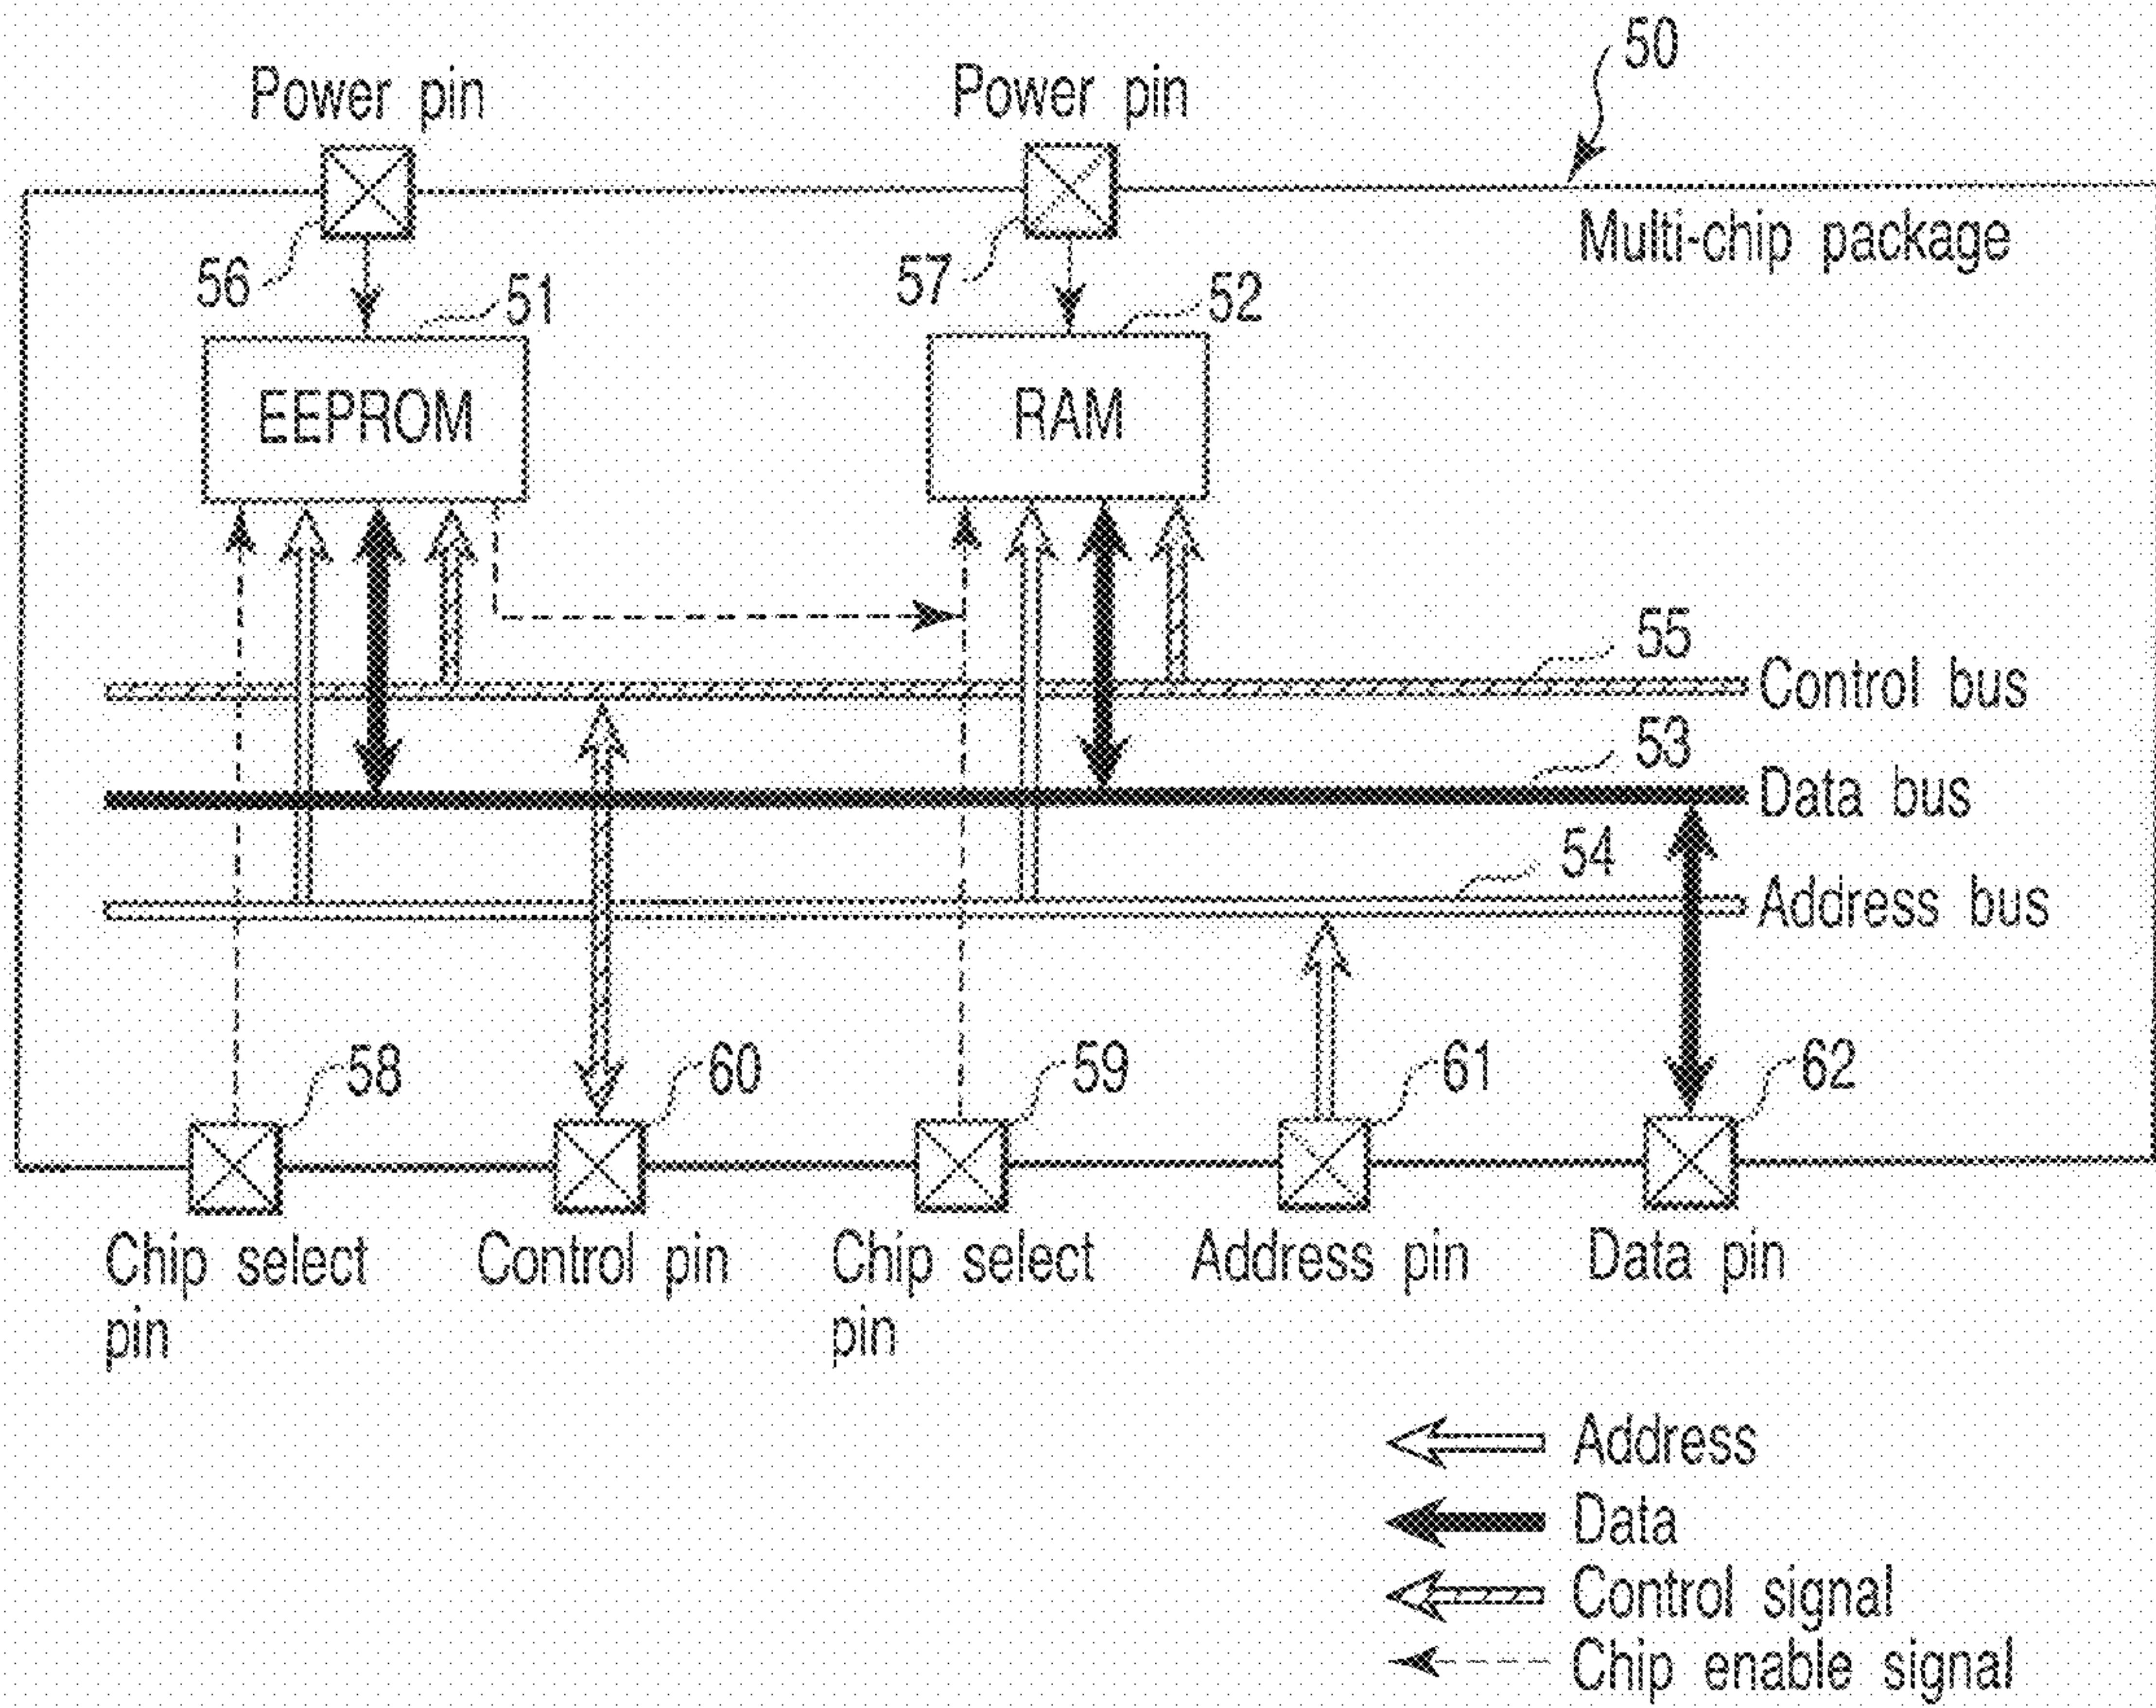 50
Power pin
Power pin
Multi-chip package
56
57
51
52
EEPROM
RAM
55
Control bus
53
Data bus
54
Address bus
58
60
59
61
62
Chip select
pin
Control pin
Chip select
pin
Address pin
Data pin
Address
Data
Control signal
Chip enable signal